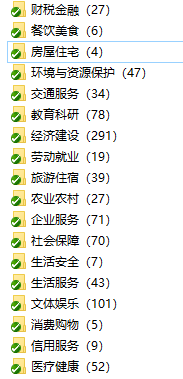 财税金融（27）
餐饮美食（6）
房屋住宅（4）
环境与资源保护（47）
交通服务（34）
教育科研（78）
经济建设（291）
劳动就业（19）
旅游住宿（39）
农业农村（27）
企业服务（71）
社会保障（70）
生活安全（7）
生活服务（43）
文体娱乐（101）
消费购物（5）
信用服务（9）
医疗健康（52）